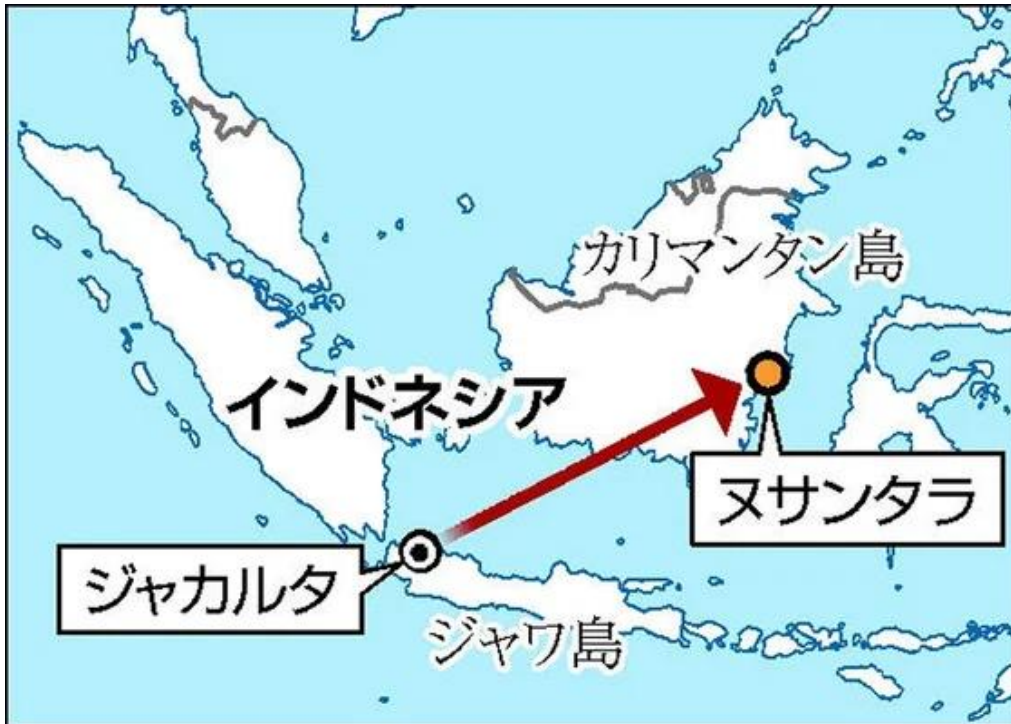 カリマンタン島
インドネシア
ヌサンタラ
ジャカルタ
ジャワ島